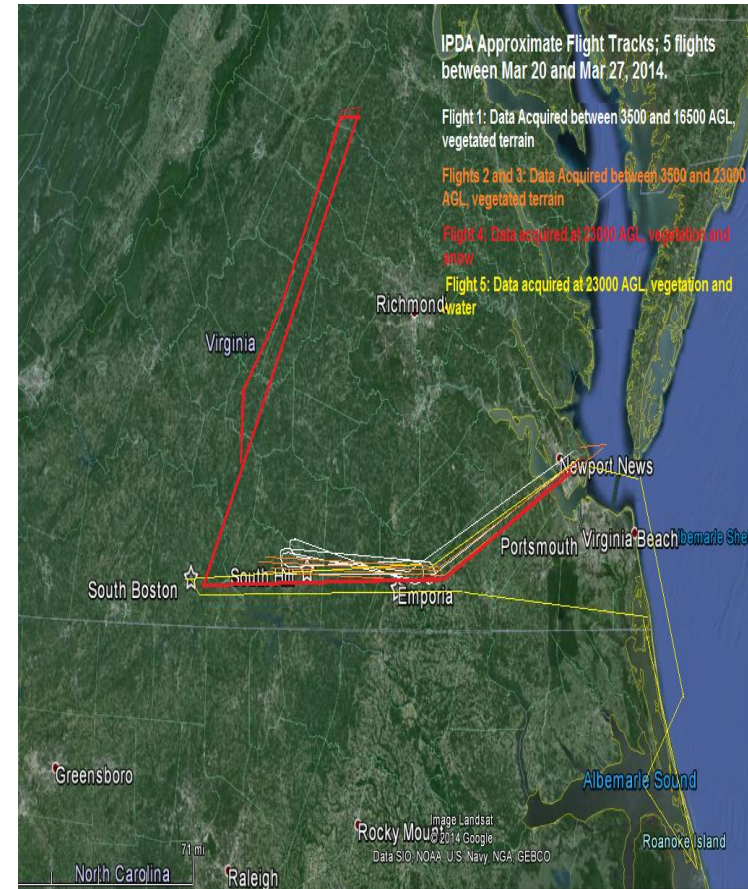 IPDA Approximate Flight Tracks; 5 flights
between Mar 20 and Mar 27, 2014.
Flight 1: Data Acquired between 3500 and 16500 AGL,
vegetated terrain
Flights 2 and 3: Data Acquired between 3500 and 23000
AGL, vegetated terrain
Flight 4: Data acquired at 23000 AGL, vegetation and
snow
Flight 5: Data acquired at 23000 AGL, vegetation and
water
Richmond
Virginia
Newport News
Portsmouth
Virginia Beach
Albemarle She
South Boston
South Hill
Emporia
Greensboro
Albemarle Sound
Rocky Mount
Image Landsat
© 2014 Google
Data SIO, NOAA, U.S. Navy, NGA, GEBCO
Roanoke Island
71 mi
North Carolina
Raleigh